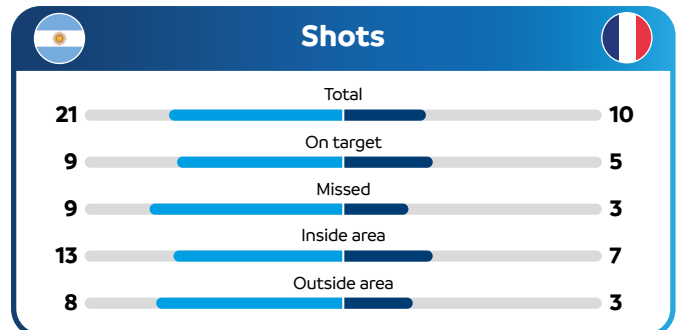 Shots
Total
21 10
On target
9 5
Missed
9 3
Inside area
13 7
Outside area
8 3